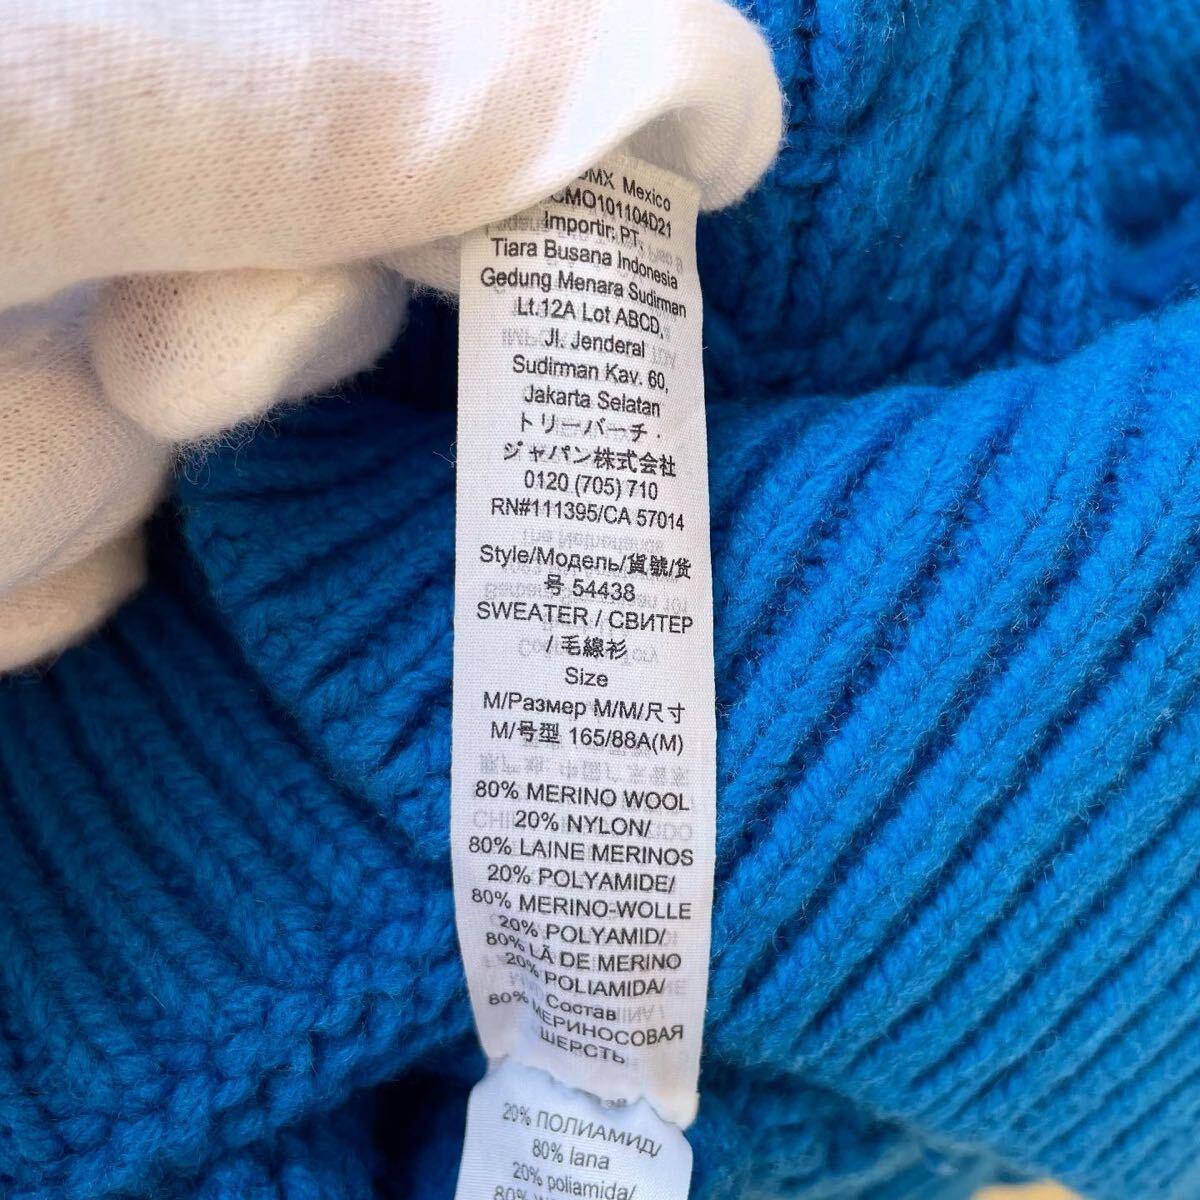 Mexico
CMO101104D21
Importir: PT.
Tiara Busana Indonesia
Gedung Menara Sudirman
Lt.12A Lot ABCD,
Jl. Jenderal
Sudirman Kav. 60,
Jakarta Selatan
トリーバーチ・
ジャパン株式会社
0120 (705) 710
RN#111395/CA 57014
Style/Модель/貨號/货
号 54438
SWEATER / СВИТЕР
/ 毛線衫
Size
M/Размер M/M/尺寸
M/号型 165/88A(M)
80% MERINO WOOL
20% NYLON/
80% LAINE MERINOS
20% POLYAMIDE/
80% MERINO-WOLLE
20% POLYAMID/
80% LÃ DE MERINO
20% POLIAMIDA/
Состав
80% МЕРИНОСОВАЯ
ШЕРСТЬ
20% ПОЛИАМИД/
80% lana
20% poliamida/
80%